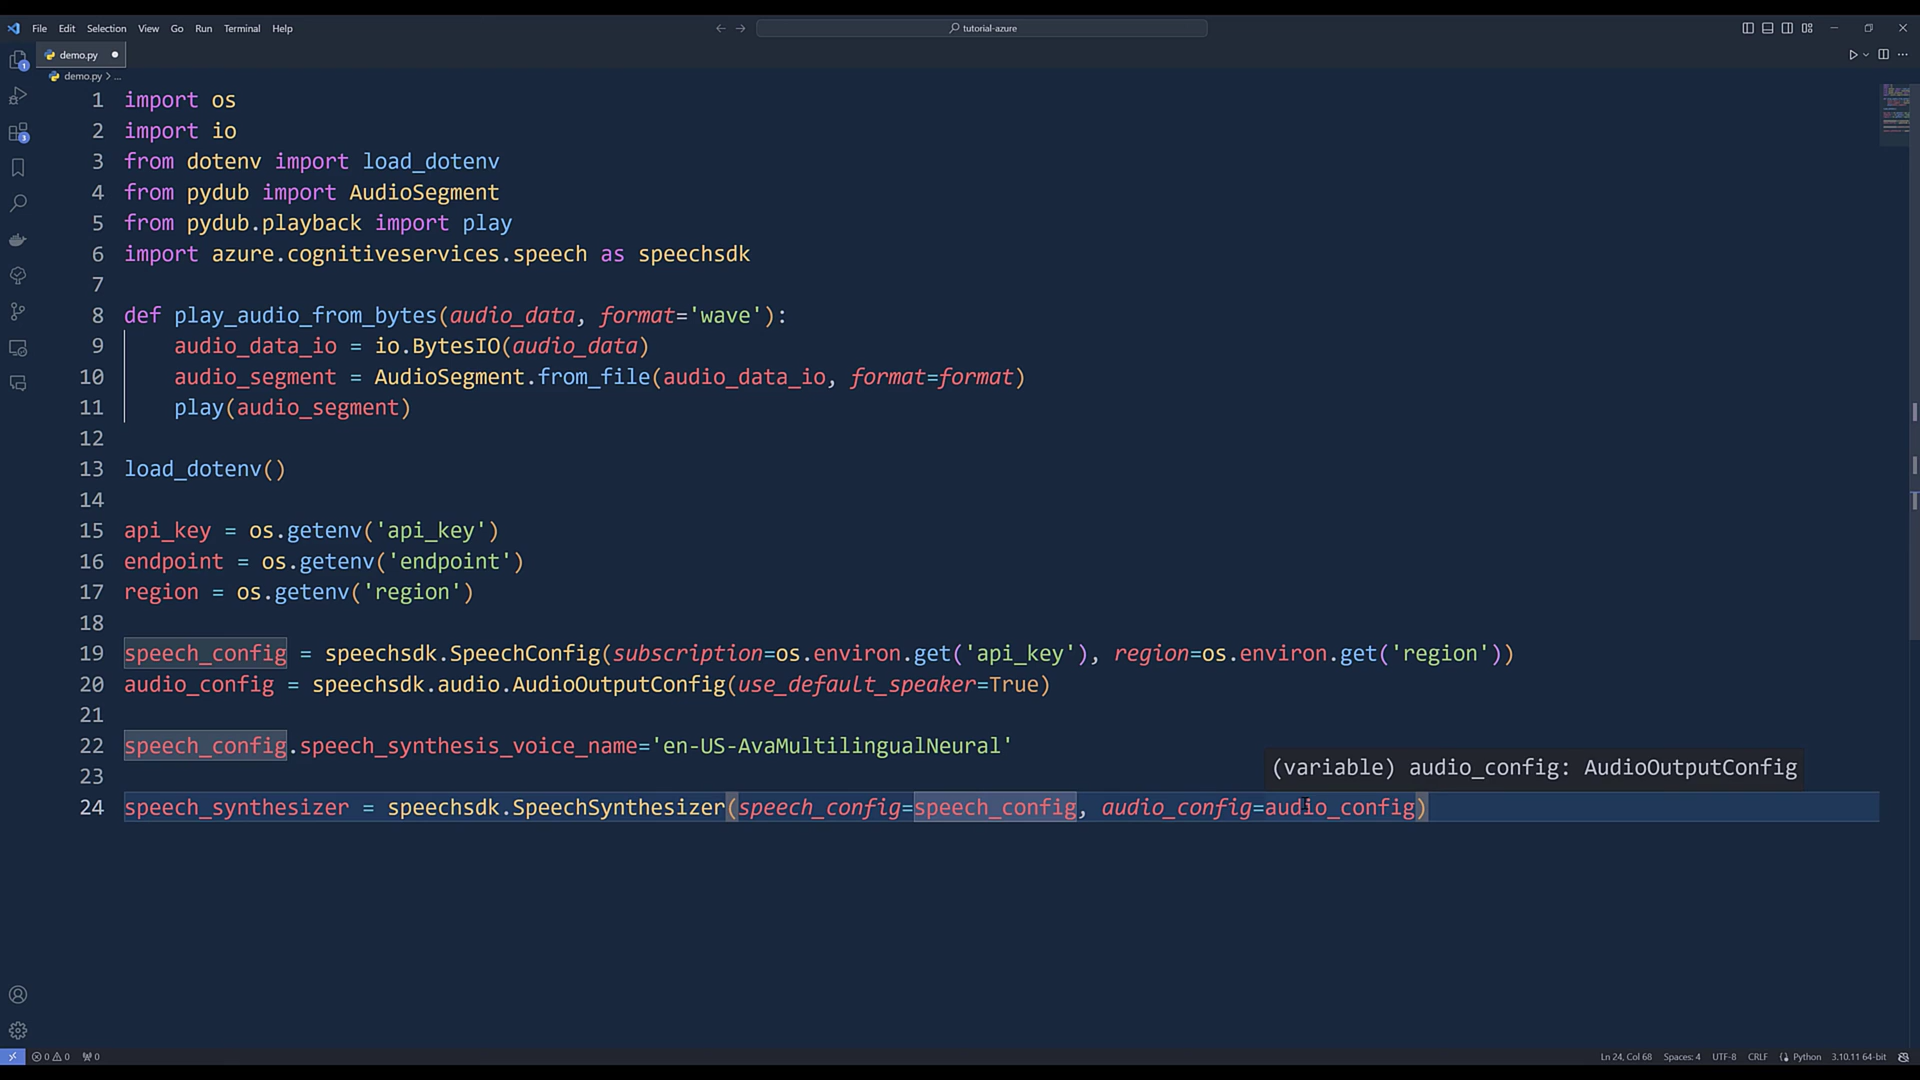 File Edit Selection View Go Run Terminal Help
tutorial-azure
demo.py
demo.py > ...
1 import os
2 import io
3 from dotenv import load_dotenv
4 from pydub import AudioSegment
5 from pydub.playback import play
6 import azure.cognitiveservices.speech as speechsdk
7
8 def play_audio_from_bytes(audio_data, format='wave'):
9 audio_data_io = io.BytesIO(audio_data)
10 audio_segment = AudioSegment.from_file(audio_data_io, format=format)
11 play(audio_segment)
12
13 load_dotenv()
14
15 api_key = os.getenv('api_key')
16 endpoint = os.getenv('endpoint')
17 region = os.getenv('region')
18
19 speech_config = speechsdk.SpeechConfig(subscription=os.environ.get('api_key'), region=os.environ.get('region'))
20 audio_config = speechsdk.audio.AudioOutputConfig(use_default_speaker=True)
21
22 speech_config.speech_synthesis_voice_name='en-US-AvaMultilingualNeural'
(variable) audio_config: AudioOutputConfig
23
24 speech_synthesizer = speechsdk.SpeechSynthesizer(speech_config=speech_config, audio_config=audio_config)
0 0 0 Ln 24, Col 68 Spaces: 4 UTF-8 CRLF Python 3.10.11 64-bit